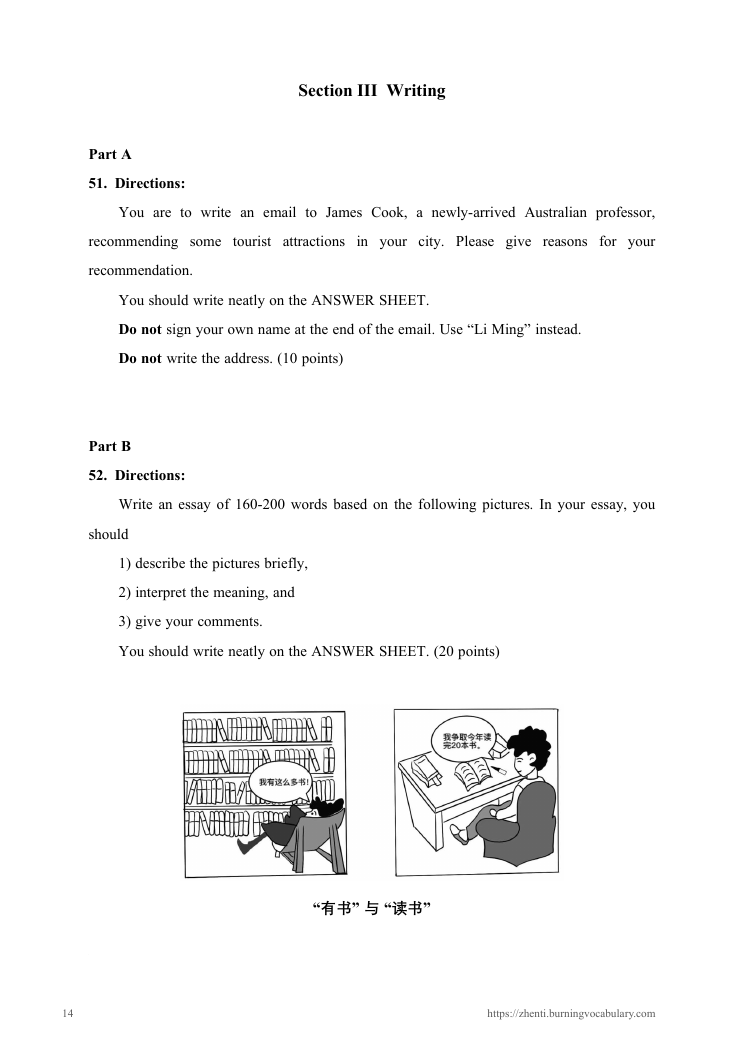 Section III  Writing
Part A
51.  Directions:
You are to write an email to James Cook, a newly-arrived Australian professor,
recommending some tourist attractions in your city. Please give reasons for your
recommendation.
You should write neatly on the ANSWER SHEET.
Do not sign your own name at the end of the email. Use “Li Ming” instead.
Do not write the address. (10 points)
Part B
52.  Directions:
Write an essay of 160-200 words based on the following pictures. In your essay, you
should
1) describe the pictures briefly,
2) interpret the meaning, and
3) give your comments.
You should write neatly on the ANSWER SHEET. (20 points)
我有这么多书!
我争取今年读
完20本书。
“有书” 与 “读书”
14
https://zhenti.burningvocabulary.com